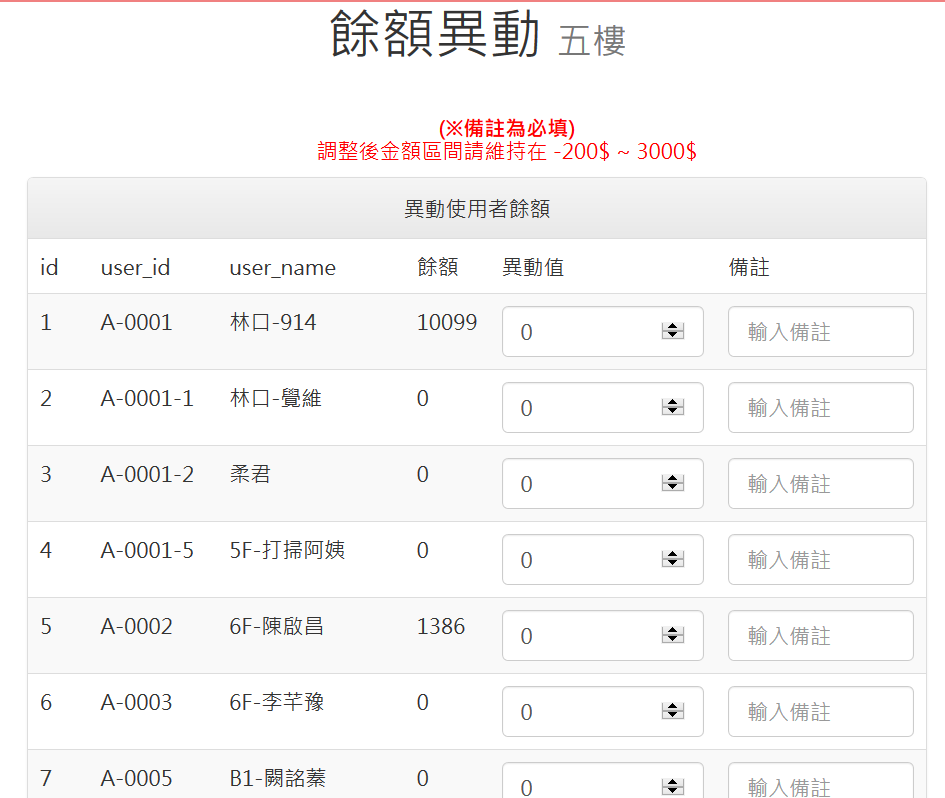 餘額異動 五樓
(※備註為必填)
調整後金額區間請維持在 -200$ ~ 3000$
異動使用者餘額
id user_id user_name 餘額 異動值 備註
1 A-0001 林口-914 10099 0 輸入備註
2 A-0001-1 林口-覺維 0 0 輸入備註
3 A-0001-2 柔君 0 0 輸入備註
4 A-0001-5 5F-打掃阿姨 0 0 輸入備註
5 A-0002 6F-陳啟昌 1386 0 輸入備註
6 A-0003 6F-李芊豫 0 0 輸入備註
7 A-0005 B1-闕詺蓁 0 0 輸入備註